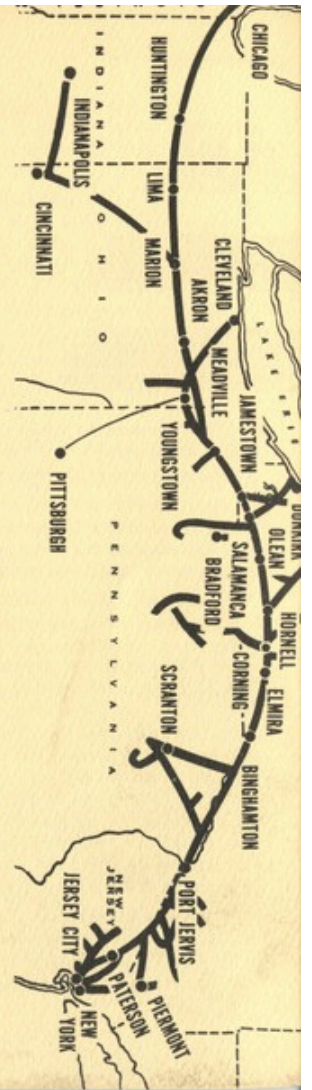 CHICAGO
HUNTINGTON
LIMA
MARION
AKRON
CLEVELAND
LAKE ERIE
MEADVILLE
JAMESTOWN
YOUNGSTOWN
OLEAN
SALAMANCA
BRADFORD
HORNELL
-CORNING-
ELMIRA
BINGHAMTON
SCRANTON
PORT JERVIS
PIERMONT
PATERSON
NEW
JERSEY
JERSEY CITY
NEW
YORK
INDIANA
INDIANAPOLIS
CINCINNATI
OHIO
PITTSBURGH
PENNSYLVANIA